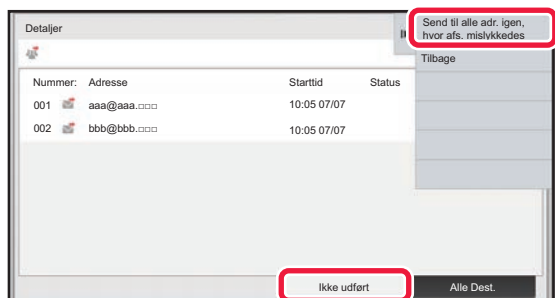 Detaljer
Send til alle adr. igen,
hvor afs. mislykkedes
Tilbage
Nummer: Adresse Starttid Status
001 aaa@aaa.□□□ 10:05 07/07
002 bbb@bbb.□□□ 10:05 07/07
Ikke udført Alle Dest.